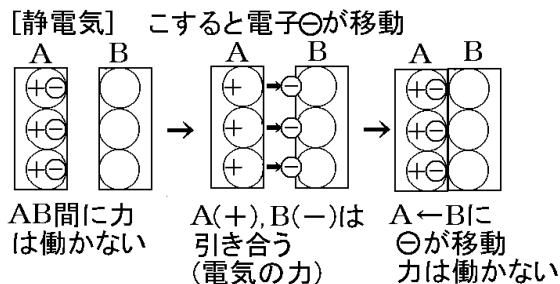 [静電気] こすると電子⊖が移動
A B A B A B
+⊖ + ⊖ +⊖
+⊖ → + ⊖ → +⊖
+⊖ + ⊖ +⊖
AB間に力
は働かない
A(+),B(−)は
引き合う
(電気の力)
A←Bに
⊖が移動
力は働かない